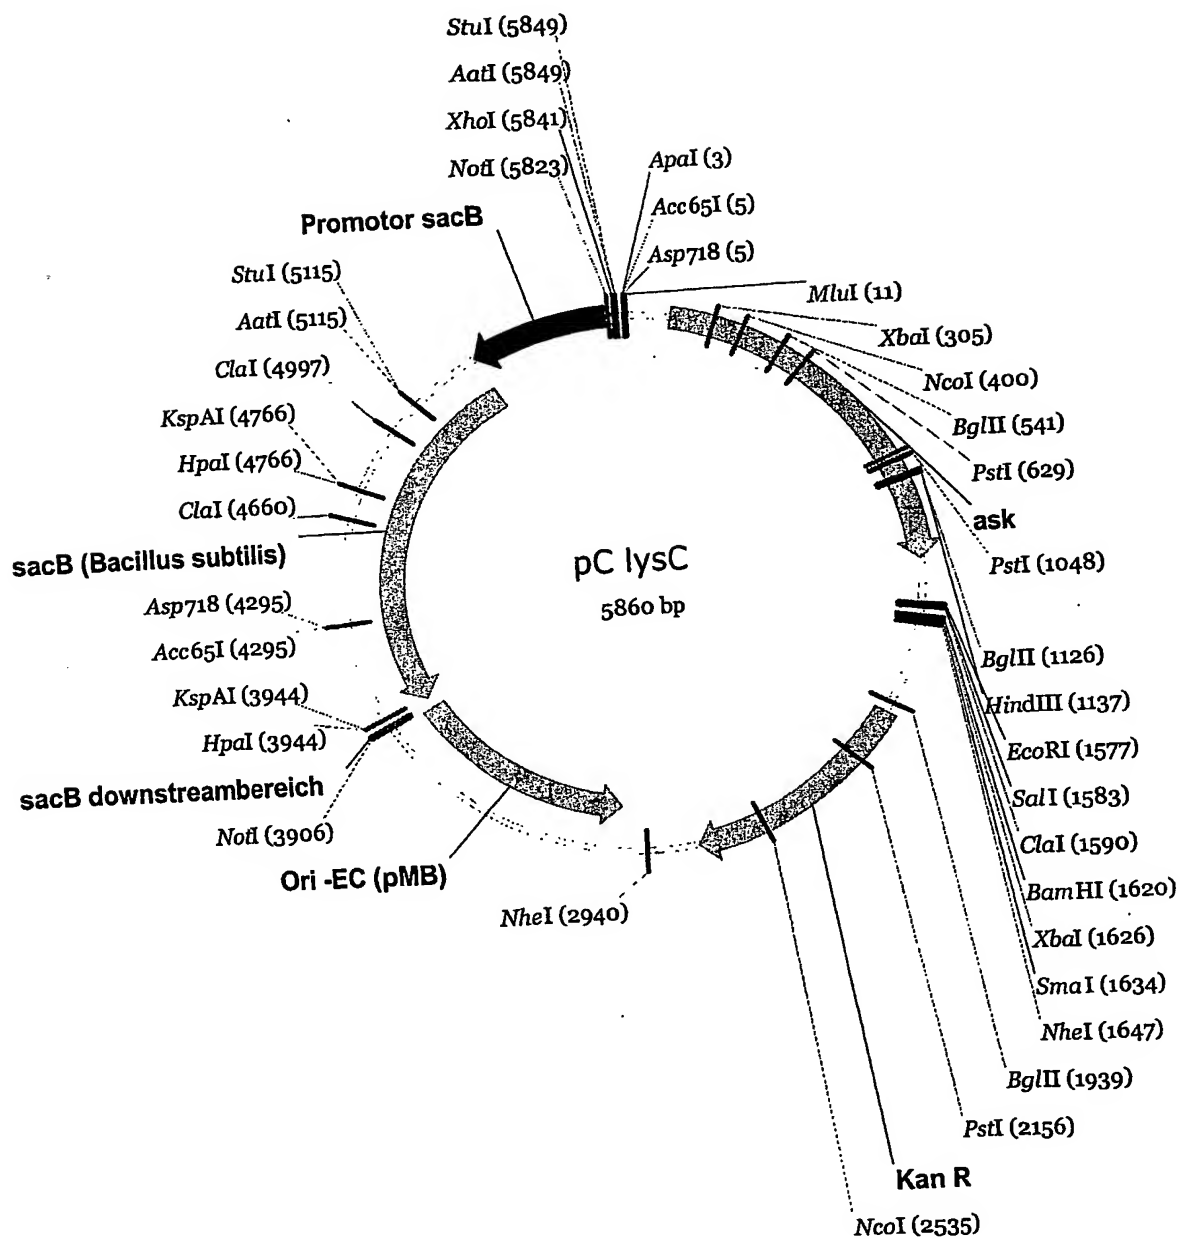 StuI (5849)
AatI (5849)
XhoI (5841)
NotI (5823)
ApaI (3)
Acc65I (5)
Asp718 (5)
MluI (11)
XbaI (305)
NcoI (400)
BglII (541)
PstI (629)
ask
PstI (1048)
BglII (1126)
HindIII (1137)
EcoRI (1577)
SalI (1583)
ClaI (1590)
BamHI (1620)
XbaI (1626)
SmaI (1634)
NheI (1647)
BglII (1939)
PstI (2156)
Kan R
NcoI (2535)
Promotor sacB
StuI (5115)
AatI (5115)
ClaI (4997)
KspAI (4766)
HpaI (4766)
ClaI (4660)
sacB (Bacillus subtilis)
Asp718 (4295)
Acc65I (4295)
KspAI (3944)
HpaI (3944)
sacB downstreambereich
NotI (3906)
Ori -EC (pMB)
NheI (2940)
pC lysC
5860 bp